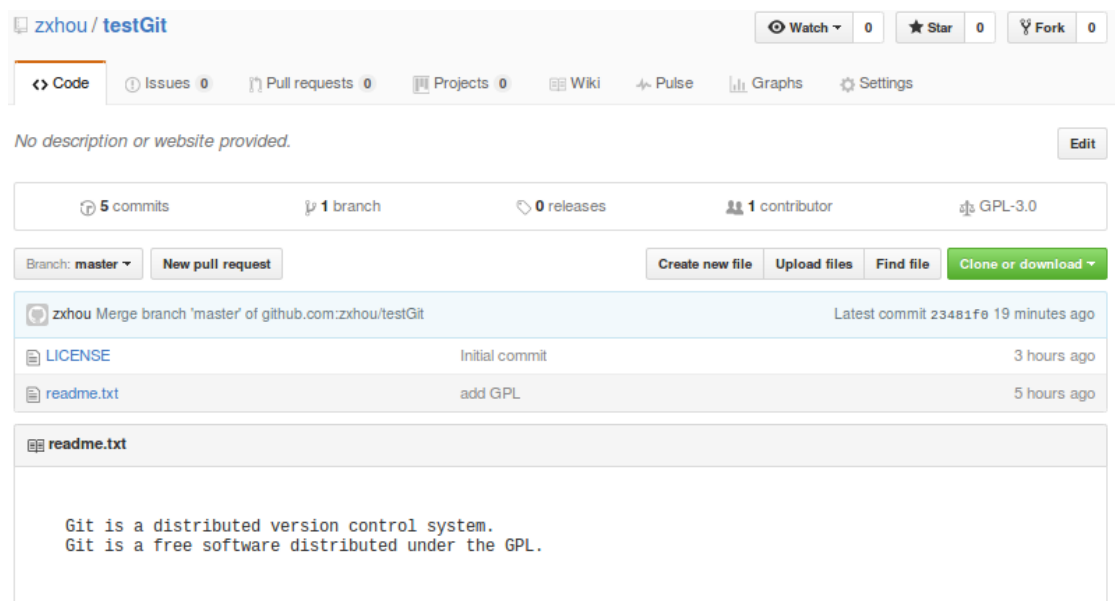 zxhou / testGit Watch 0 Star 0 Fork 0
Code Issues 0 Pull requests 0 Projects 0 Wiki Pulse Graphs Settings
No description or website provided. Edit
5 commits 1 branch 0 releases 1 contributor GPL-3.0
Branch: master New pull request Create new file Upload files Find file Clone or download
zxhou Merge branch 'master' of github.com:zxhou/testGit Latest commit 23481f0 19 minutes ago
LICENSE Initial commit 3 hours ago
readme.txt add GPL 5 hours ago
readme.txt
Git is a distributed version control system.
Git is a free software distributed under the GPL.